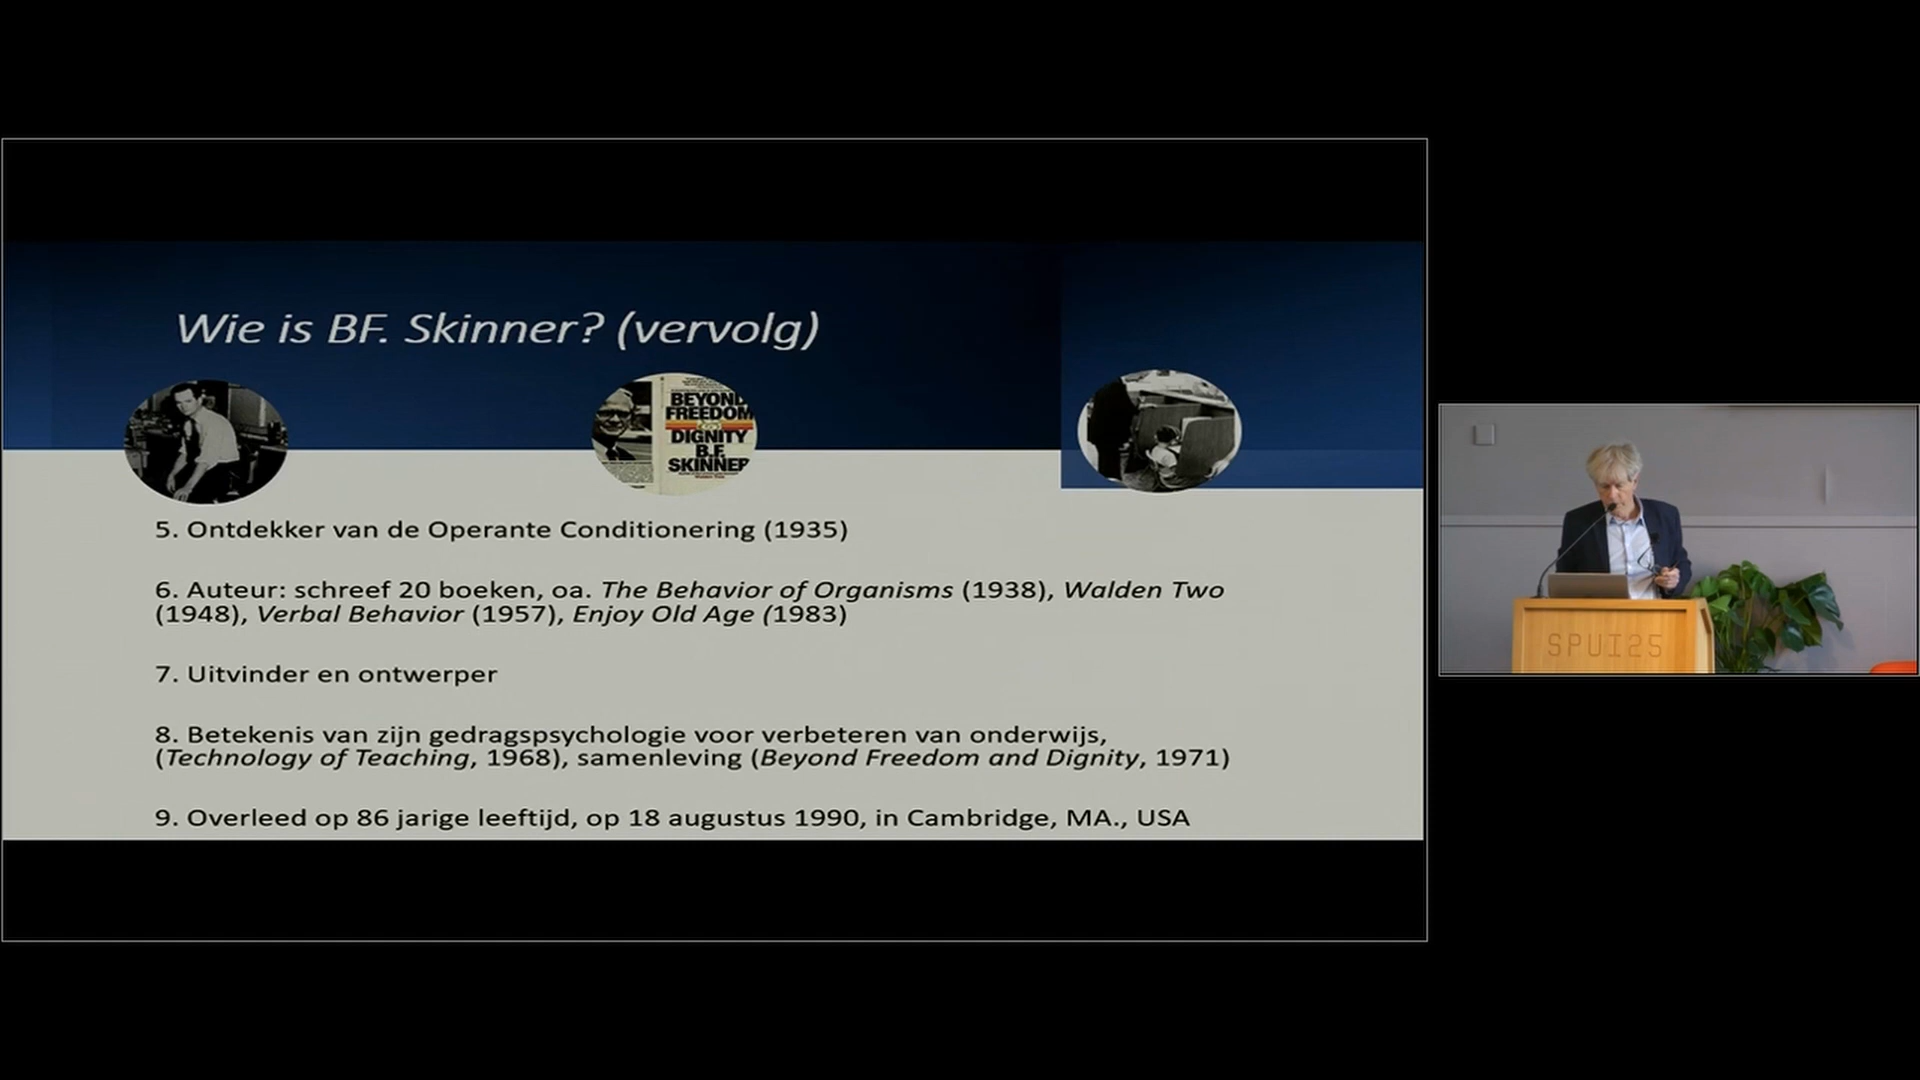 Wie is BF. Skinner? (vervolg)
BEYOND
FREEDOM
DIGNITY
B.F.
SKINNER
5. Ontdekker van de Operante Conditionering (1935)
6. Auteur: schreef 20 boeken, oa. The Behavior of Organisms (1938), Walden Two
(1948), Verbal Behavior (1957), Enjoy Old Age (1983)
7. Uitvinder en ontwerper
8. Betekenis van zijn gedragspsychologie voor verbeteren van onderwijs,
(Technology of Teaching, 1968), samenleving (Beyond Freedom and Dignity, 1971)
9. Overleed op 86 jarige leeftijd, op 18 augustus 1990, in Cambridge, MA., USA
SPUI25